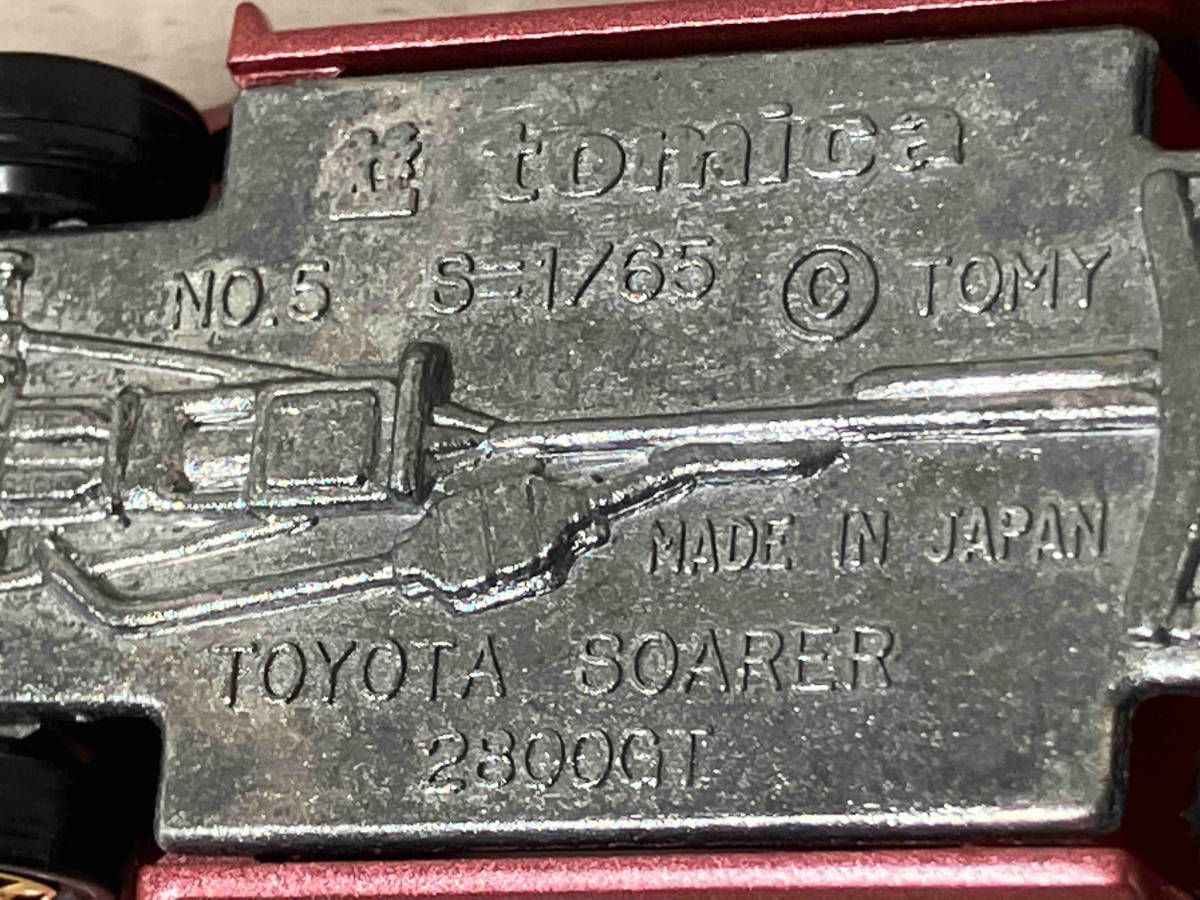 tomica
NO.5 S=1/65 © TOMY
MADE IN JAPAN
TOYOTA SOARER
2800GT